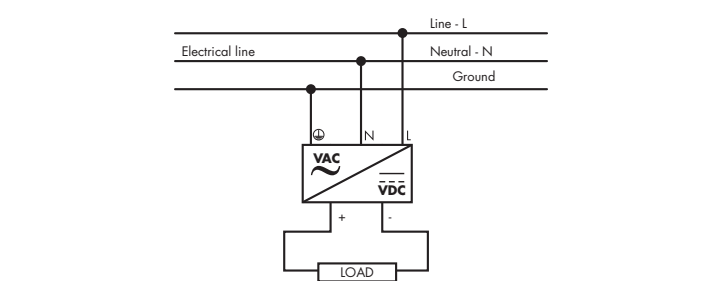 Line - L
Electrical line
Neutral - N
Ground
N
L
VAC
VDC
+
-
LOAD